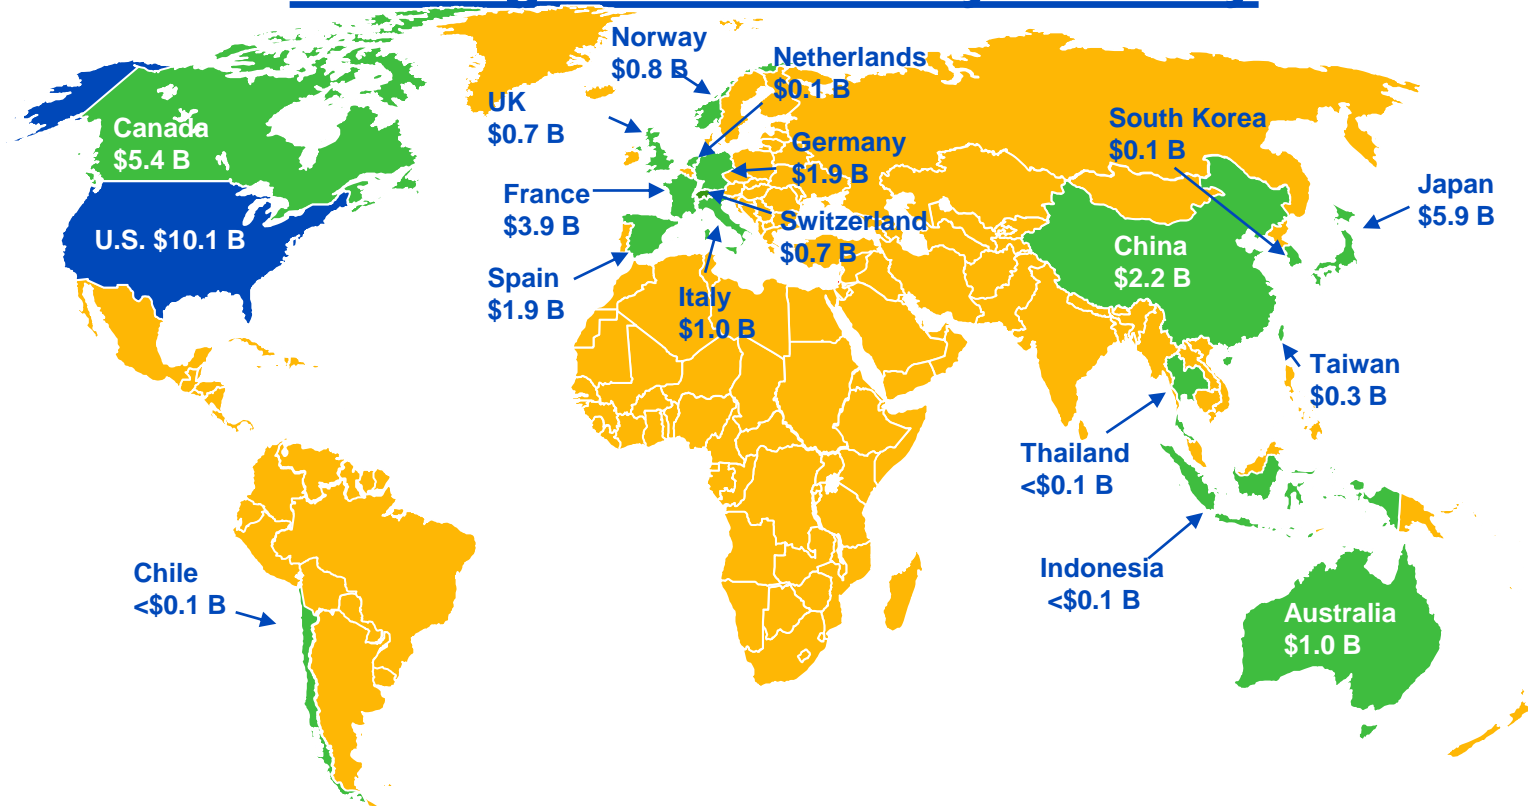 Norway
$0.8 B
Netherlands
$0.1 B
UK
$0.7 B
Canada
$5.4 B
South Korea
$0.1 B
Germany
$1.9 B
Japan
$5.9 B
France
$3.9 B
Switzerland
$0.7 B
U.S. $10.1 B
China
$2.2 B
Spain
$1.9 B
Italy
$1.0 B
Taiwan
$0.3 B
Thailand
<$0.1 B
Indonesia
<$0.1 B
Chile
<$0.1 B
Australia
$1.0 B